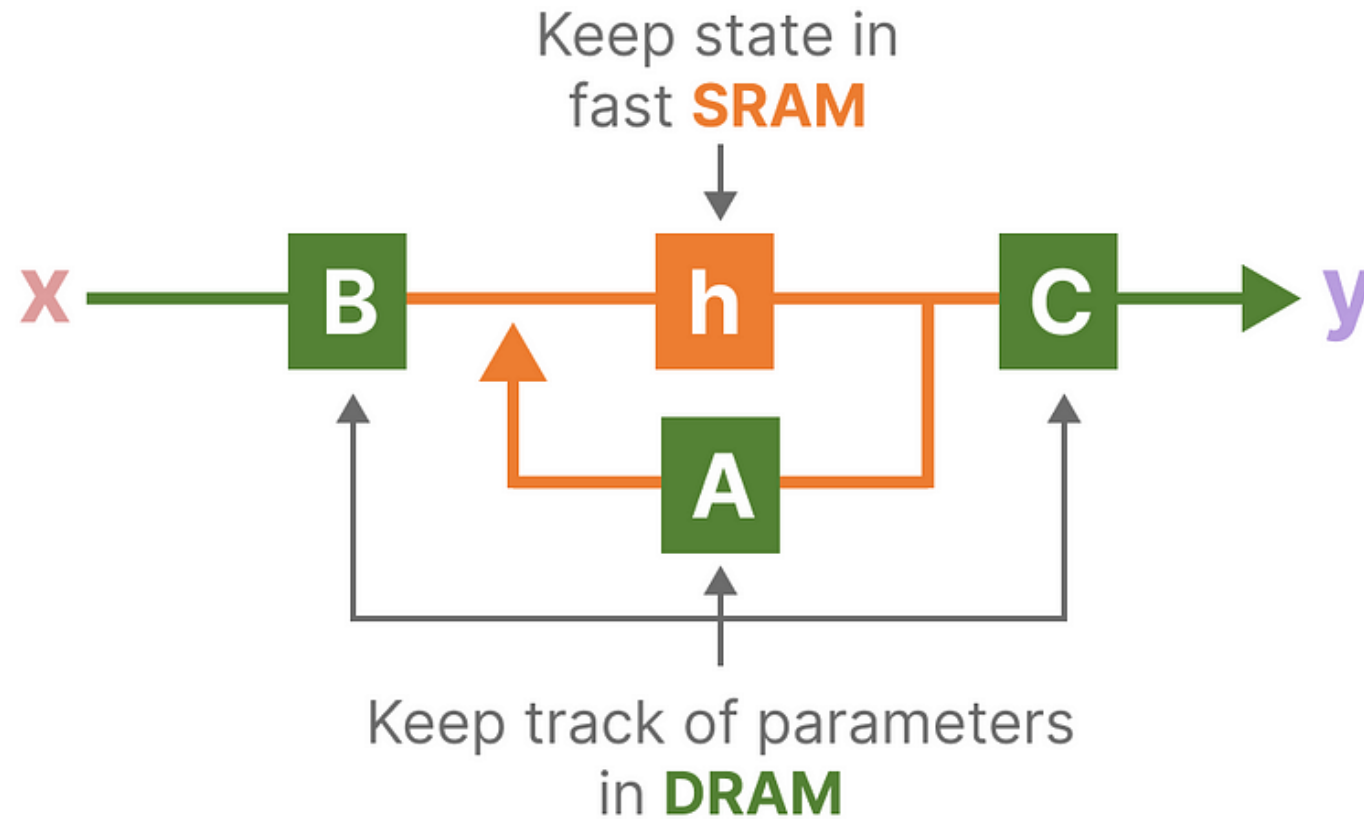 Keep state in
fast SRAM
x B h C y
A
Keep track of parameters
in DRAM